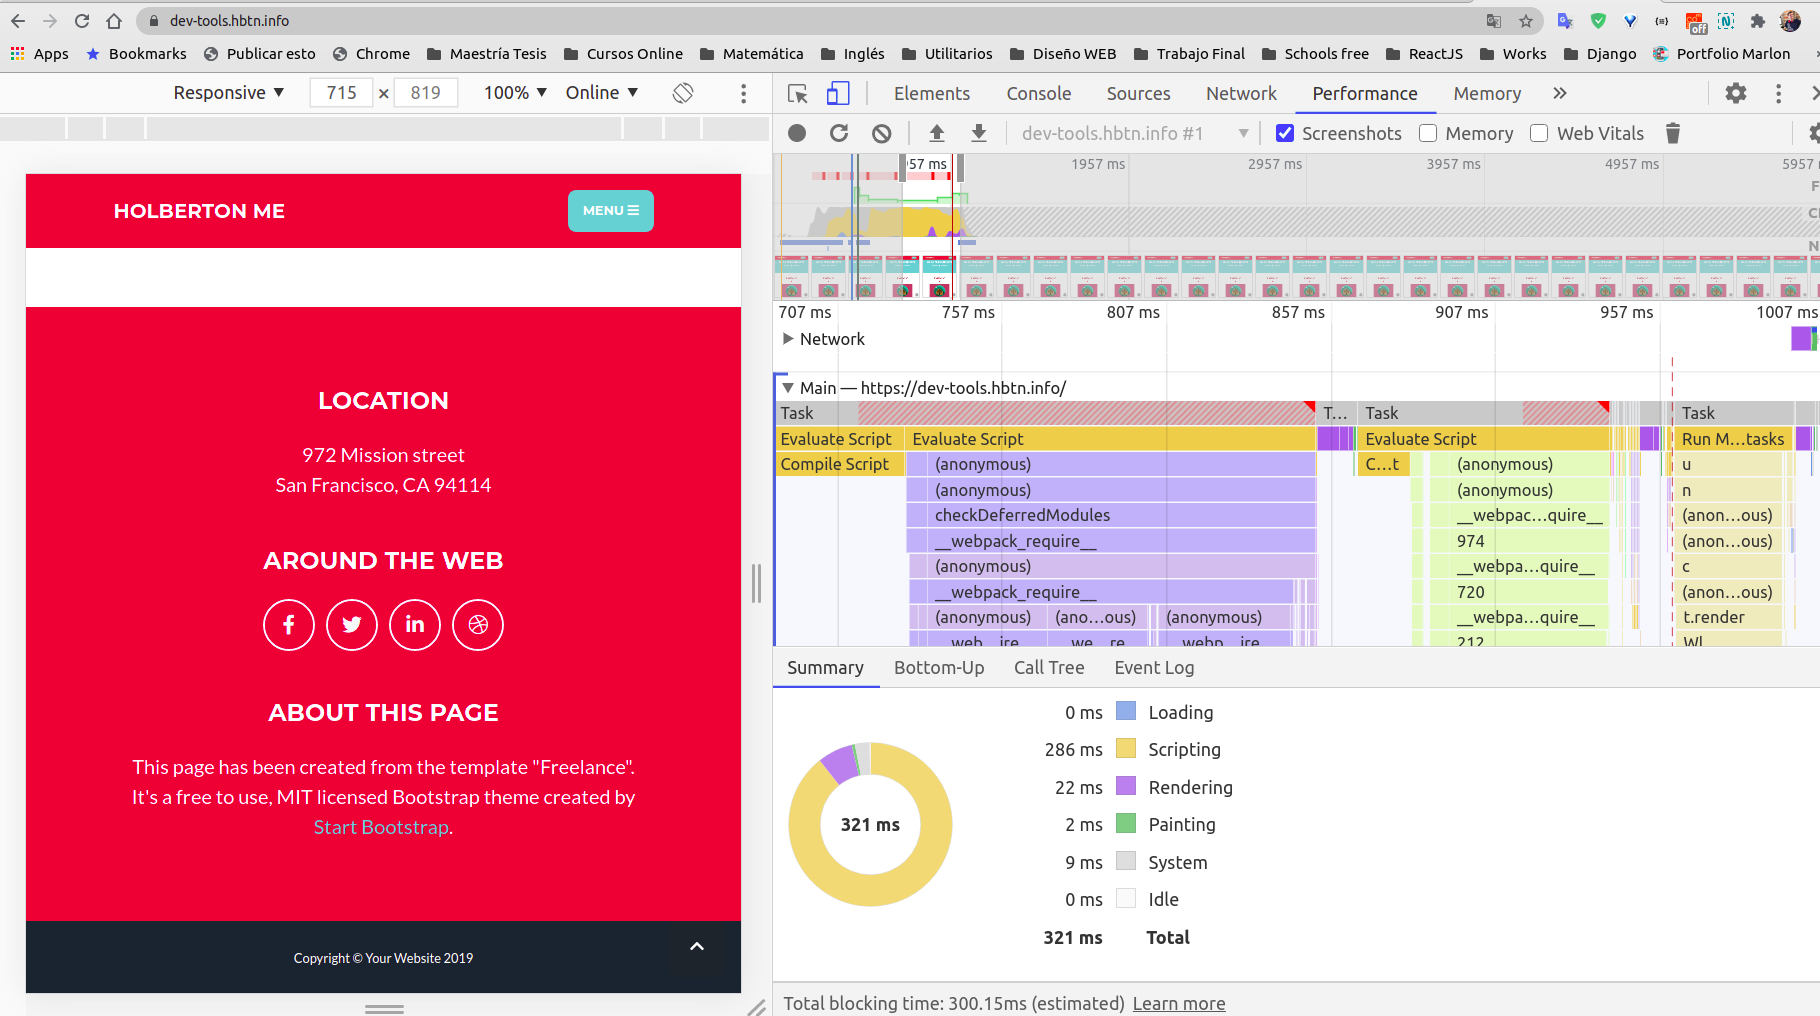 dev-tools.hbtn.info
Apps Bookmarks Publicar esto Chrome Maestría Tesis Cursos Online Matemática Inglés Utilitarios Diseño WEB Trabajo Final Schools free ReactJS Works Django Portfolio Marlon
off
Responsive 715 × 819 100% Online
HOLBERTON ME
MENU
LOCATION
972 Mission street
San Francisco, CA 94114
AROUND THE WEB
ABOUT THIS PAGE
This page has been created from the template "Freelance".
It's a free to use, MIT licensed Bootstrap theme created by
Start Bootstrap.
Copyright © Your Website 2019
Elements Console Sources Network Performance Memory
dev-tools.hbtn.info #1 Screenshots Memory Web Vitals
957 ms 1957 ms 2957 ms 3957 ms 4957 ms 5957
707 ms 757 ms 807 ms 857 ms 907 ms 957 ms 1007 ms
Network
Main — https://dev-tools.hbtn.info/
Task T... Task Task
Evaluate Script Evaluate Script Evaluate Script Run M...tasks
Compile Script (anonymous) C...t (anonymous) u
(anonymous) (anonymous) n
checkDeferredModules __webpac...quire__ (anon...ous)
__webpack_require__ 974 (anon...ous)
(anonymous) __webpa...quire__ c
__webpack_require__ 720 (anon...ous)
(anonymous) (ano...ous) (anonymous) __webpa...quire__ t.render
web...ire we...re webp...ire 212 Wl
Summary Bottom-Up Call Tree Event Log
321 ms
0 ms Loading
286 ms Scripting
22 ms Rendering
2 ms Painting
9 ms System
0 ms Idle
321 ms Total
Total blocking time: 300.15ms (estimated) Learn more